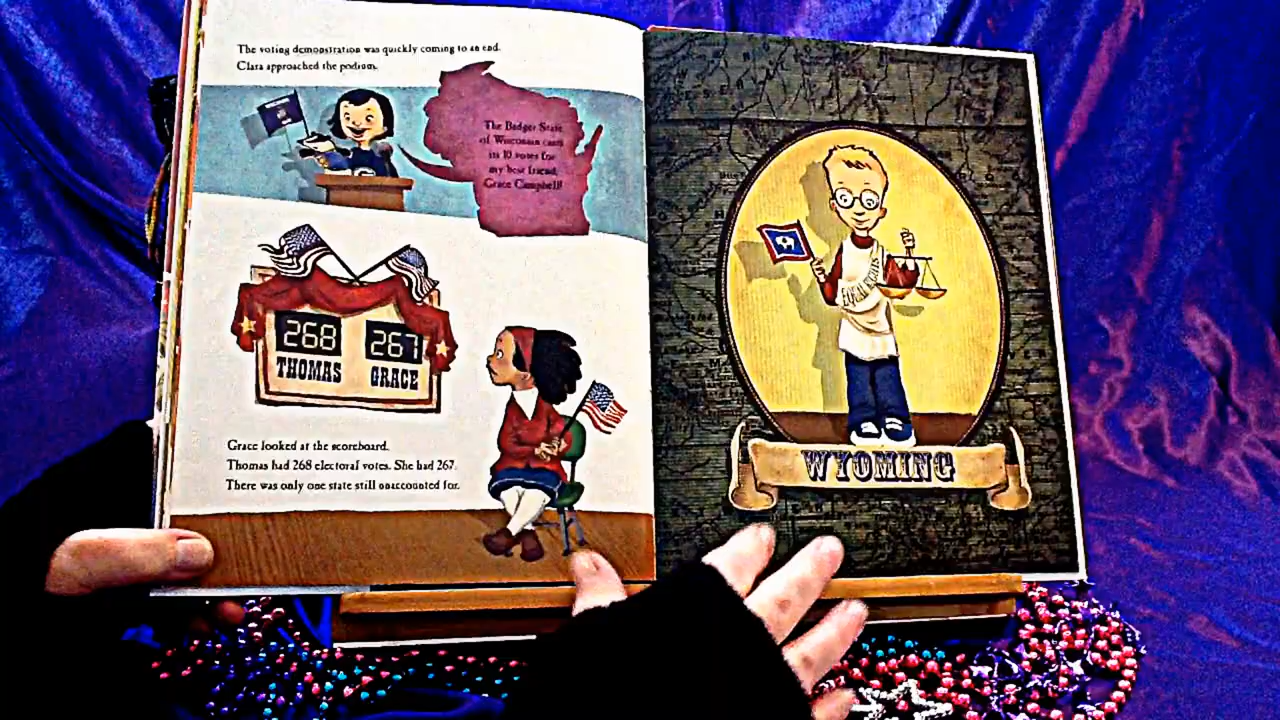 The voting demonstration was quickly coming to an end.
Clara approached the podium.
The Badger State
of Wisconsin casts
its 10 votes for
my best friend,
Grace Campbell!
268
267
THOMAS
GRACE
Grace looked at the scoreboard.
Thomas had 268 electoral votes. She had 267.
There was only one state still unaccounted for.
EQUAL RIGHTS
WYOMING